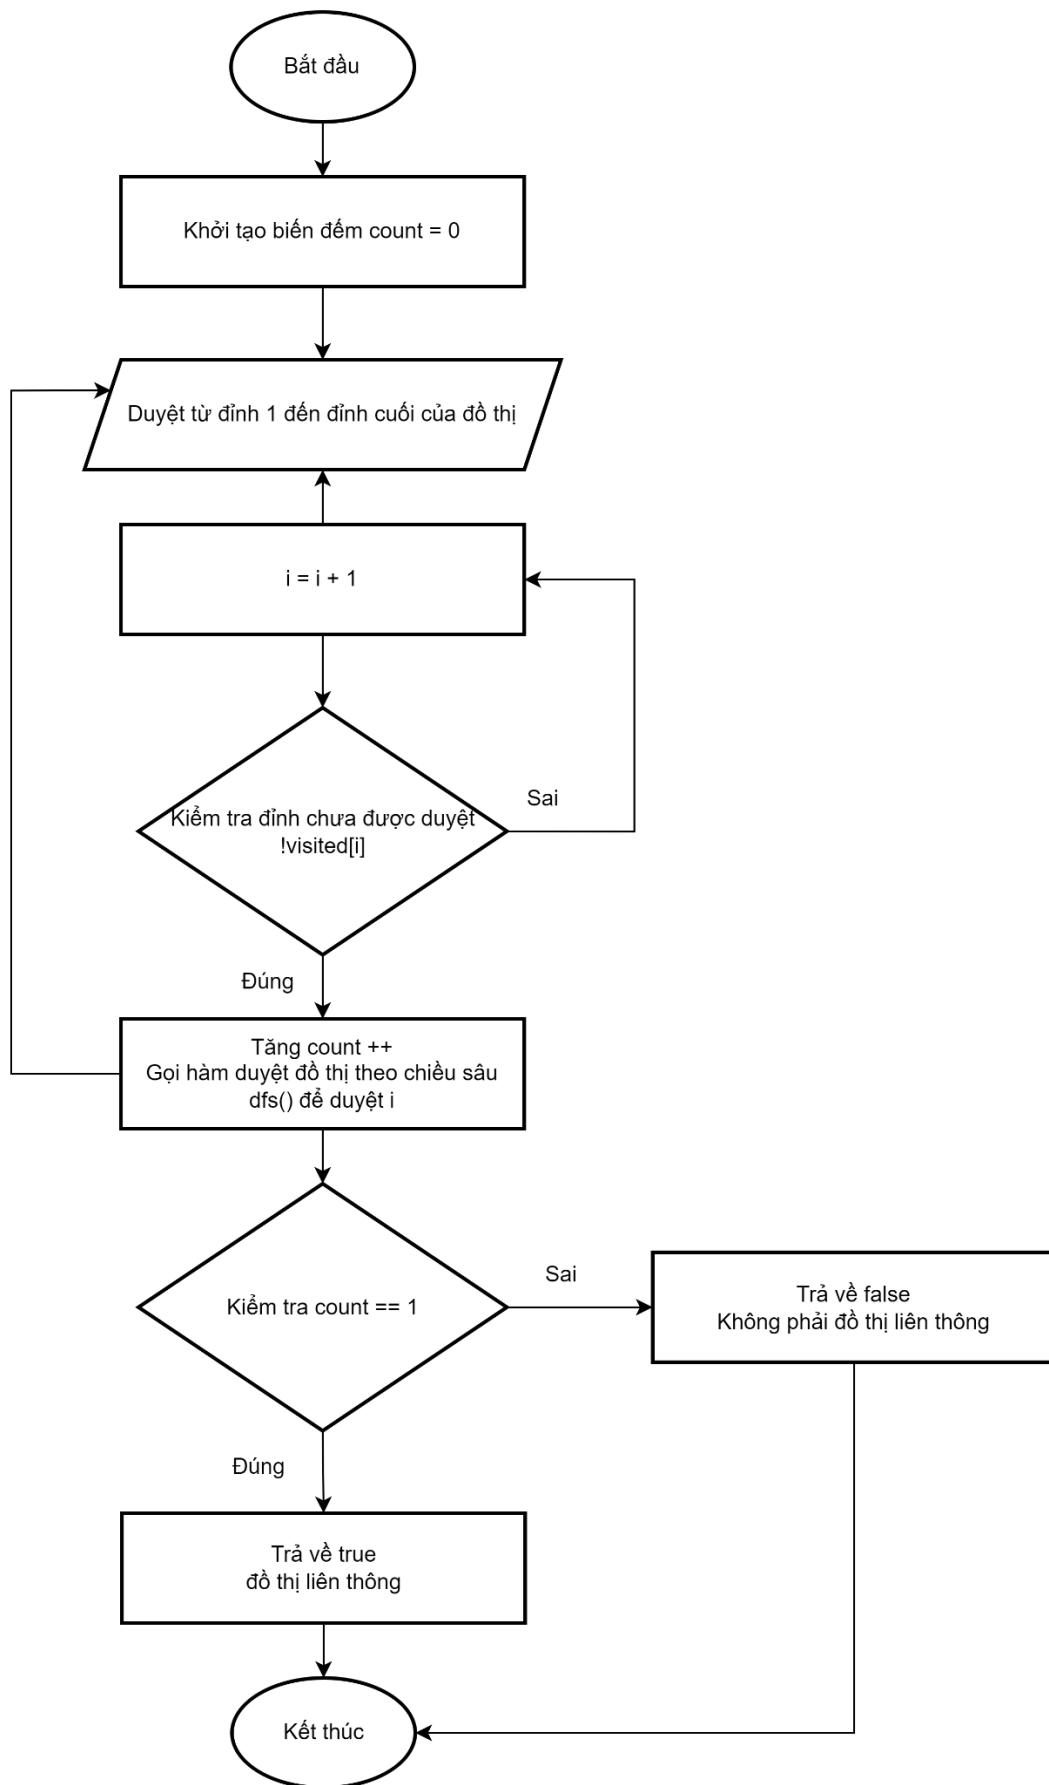 Bắt đầu
Khởi tạo biến đếm count = 0
Duyệt từ đỉnh 1 đến đỉnh cuối của đồ thị
i = i + 1
Kiểm tra đỉnh chưa được duyệt
!visited[i]
Sai
Đúng
Tăng count ++
Gọi hàm duyệt đồ thị theo chiều sâu
dfs() để duyệt i
Kiểm tra count == 1
Sai
Trả về false
Không phải đồ thị liên thông
Đúng
Trả về true
đồ thị liên thông
Kết thúc